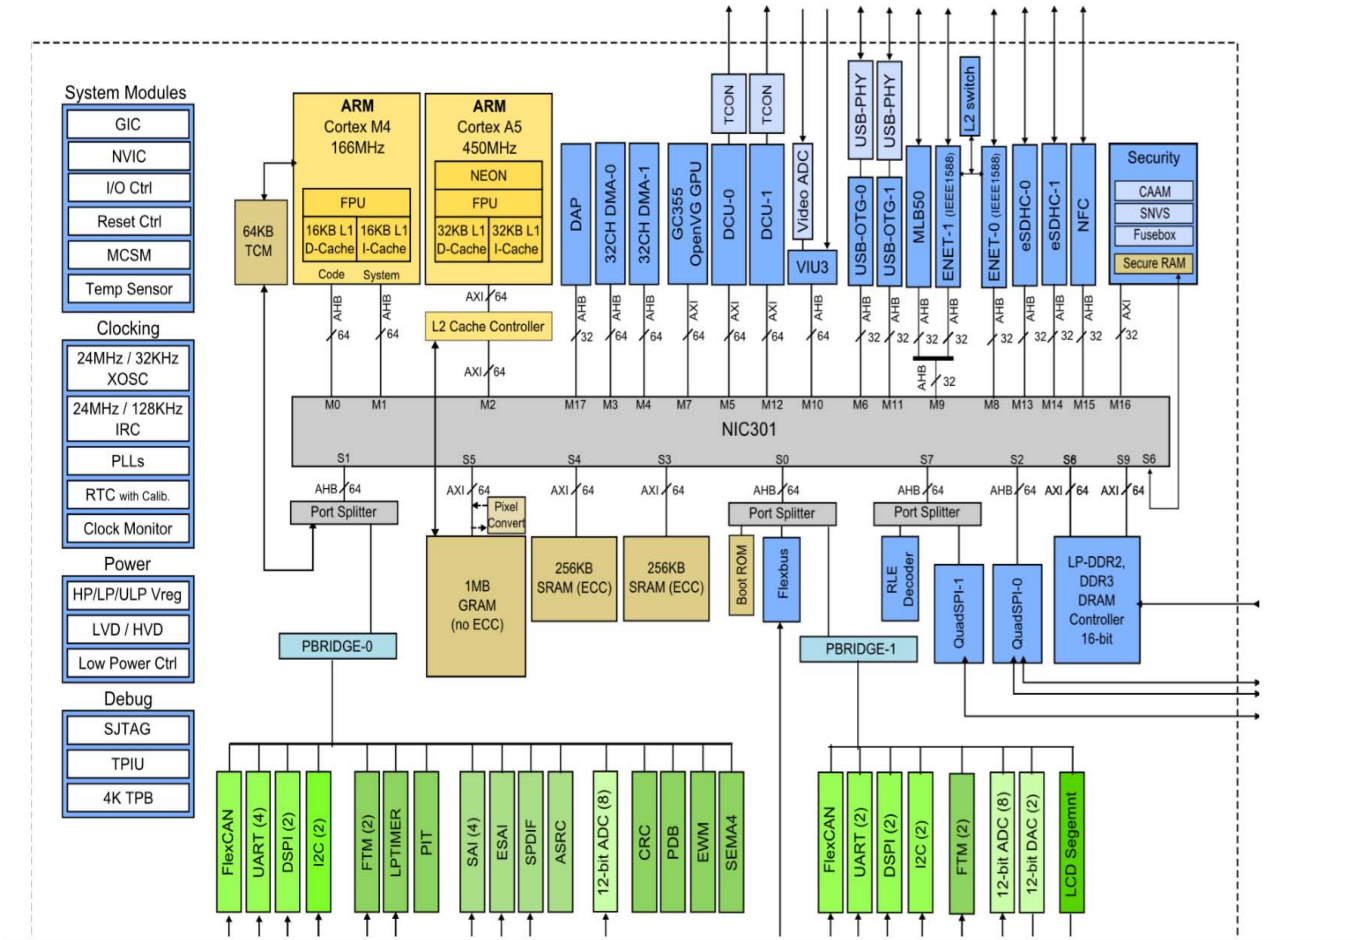 System Modules
GIC
NVIC
I/O Ctrl
Reset Ctrl
MCSM
Temp Sensor
Clocking
24MHz / 32KHz
XOSC
24MHz / 128KHz
IRC
PLLs
RTC with Calib.
Clock Monitor
Power
HP/LP/ULP Vreg
LVD / HVD
Low Power Ctrl
Debug
SJTAG
TPIU
4K TPB
64KB
TCM
ARM
Cortex M4
166MHz
FPU
16KB L1
D-Cache
16KB L1
I-Cache
Code
System
ARM
Cortex A5
450MHz
NEON
FPU
32KB L1
D-Cache
32KB L1
I-Cache
AXI
64
L2 Cache Controller
DAP
32CH DMA-0
32CH DMA-1
GC355
OpenVG GPU
TCON
DCU-0
TCON
DCU-1
Video ADC
VIU3
USB-PHY
USB-OTG-0
USB-PHY
USB-OTG-1
MLB50
ENET-1 (IEEE1588)
L2 switch
ENET-0 (IEEE1588)
eSDHC-0
eSDHC-1
NFC
Security
CAAM
SNVS
Fusebox
Secure RAM
AHB
64
AHB
64
AXI
64
AHB
32
AHB
64
AHB
64
AXI
64
AXI
64
AXI
64
AHB
64
AHB
32
AHB
32
AHB
32
AHB
32
AHB
32
AHB
32
AHB
32
AHB
32
AHB
32
AXI
32
M0
M1
M2
M17
M3
M4
M7
M5
M12
M10
M6
M11
M9
M8
M13
M14
M15
M16
NIC301
S1
S5
S4
S3
S0
S7
S2
S6
S9
S6
AHB
64
AXI
64
AXI
64
AXI
64
AHB
64
AHB
64
AHB
64
AXI
64
AXI
64
Port Splitter
Pixel
Convert
Port Splitter
Port Splitter
1MB
GRAM
(no ECC)
256KB
SRAM (ECC)
256KB
SRAM (ECC)
Boot ROM
Flexbus
RLE
Decoder
QuadSPI-1
QuadSPI-0
LP-DDR2,
DDR3
DRAM
Controller
16-bit
PBRIDGE-0
PBRIDGE-1
FlexCAN
UART (4)
DSPI (2)
I2C (2)
FTM (2)
LPTIMER
PIT
SAI (4)
ESAI
SPDIF
ASRC
12-bit ADC (8)
CRC
PDB
EWM
SEMA4
FlexCAN
UART (2)
DSPI (2)
I2C (2)
FTM (2)
12-bit ADC (8)
12-bit DAC (2)
LCD Segemnt